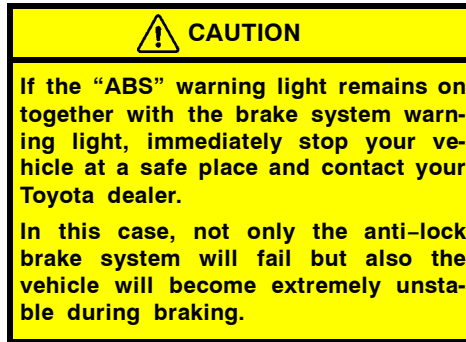 CAUTION
If the “ABS” warning light remains on
together with the brake system warn-
ing light, immediately stop your ve-
hicle at a safe place and contact your
Toyota dealer.
In this case, not only the anti–lock
brake system will fail but also the
vehicle will become extremely unsta-
ble during braking.